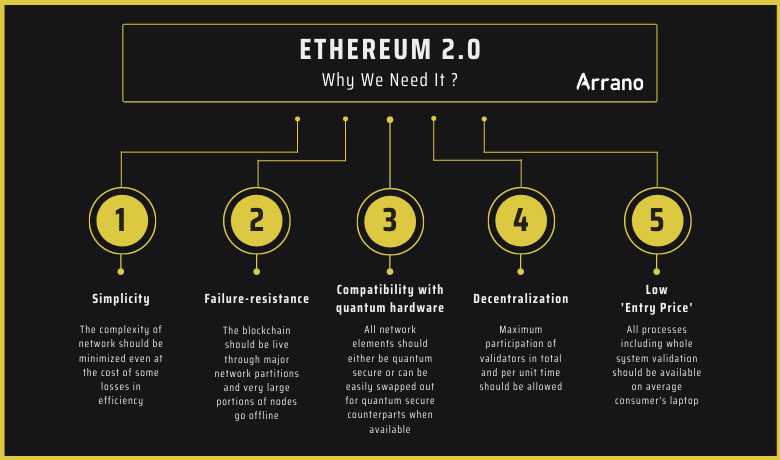 ETHEREUM 2.0
Why We Need It ?
Arrano
1
2
3
4
5
Simplicity
The complexity of
network should be
minimized even at
the cost of some
losses in
efficiency
Failure-resistance
The blockchain
should be live
through major
network partitions
and very large
portions of nodes
go offline
Compatibility with
quantum hardware
All network
elements should
either be quantum
secure or can be
easily swapped out
for quantum secure
counterparts when
available
Decentralization
Maximum
participation of
validators in total
and per unit time
should be allowed
Low
'Entry Price'
All processes
including whole
system validation
should be available
on average
consumer's laptop